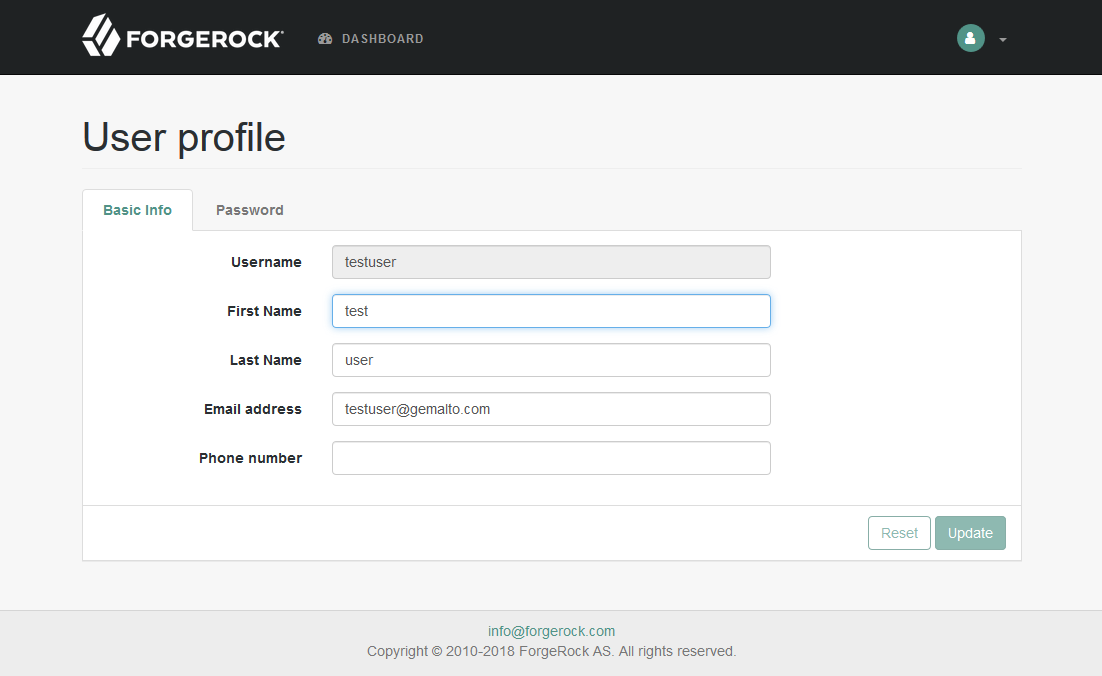 FORGEROCK DASHBOARD
User profile
Basic Info Password
Username testuser
First Name test
Last Name user
Email address testuser@gemalto.com
Phone number
Reset Update
info@forgerock.com
Copyright © 2010-2018 ForgeRock AS. All rights reserved.